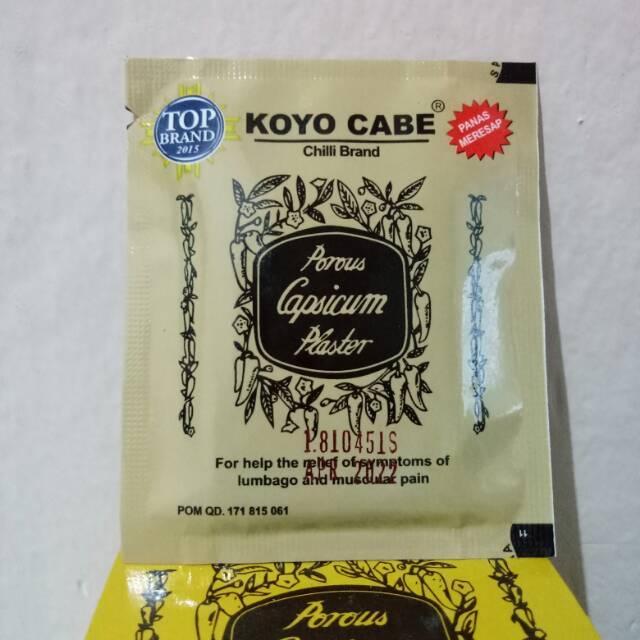 TOP
BRAND
2015
KOYO CABE®
Chilli Brand
PANAS
MERESAP
Porous
Capsicum
Plaster
For help the relief of symptoms of
lumbago and muscular pain
POM QD. 171 815 061
11
Porous